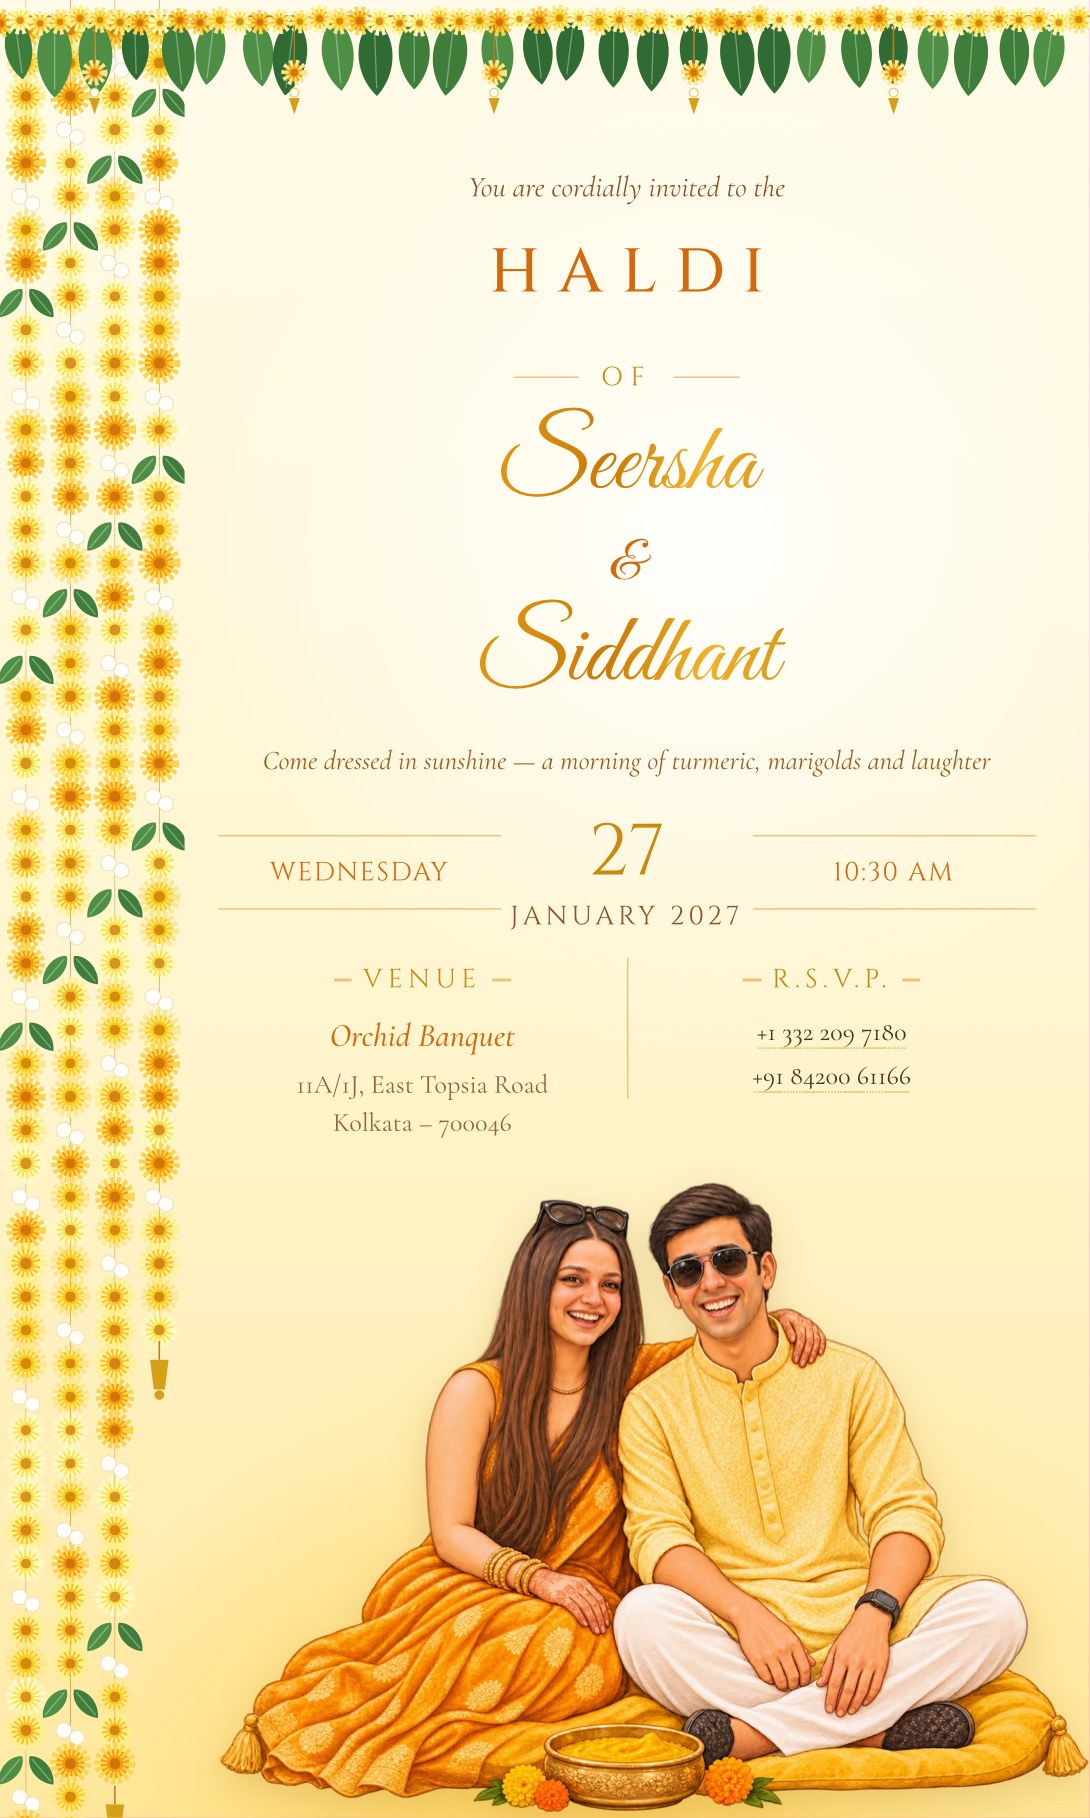 You are cordially invited to the
HALDI
OF
Seersha
&
Siddhant
Come dressed in sunshine — a morning of turmeric, marigolds and laughter
WEDNESDAY
27
JANUARY 2027
10:30 AM
VENUE
Orchid Banquet
11A/1J, East Topsia Road
Kolkata – 700046
R.S.V.P.
+1 332 209 7180
+91 84200 61166